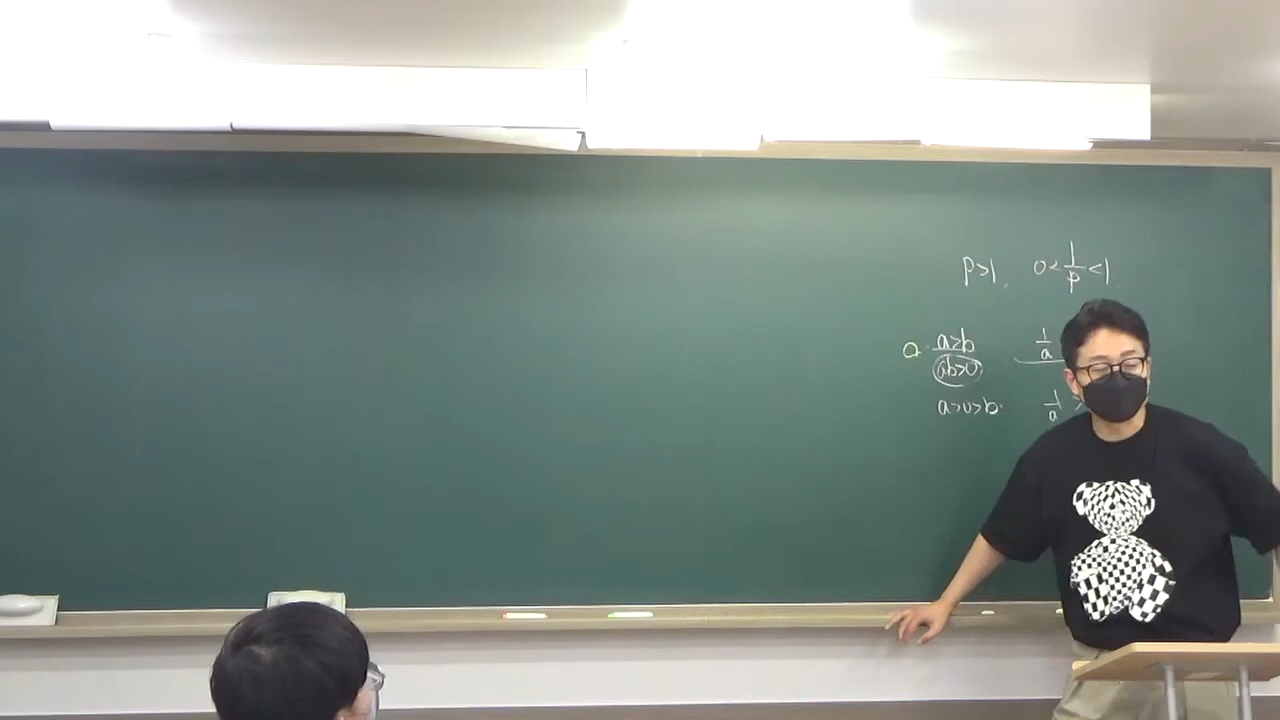 p>1, 0<1/p<1
a>b 1/a
ab>0
a>0>b. 1/a >